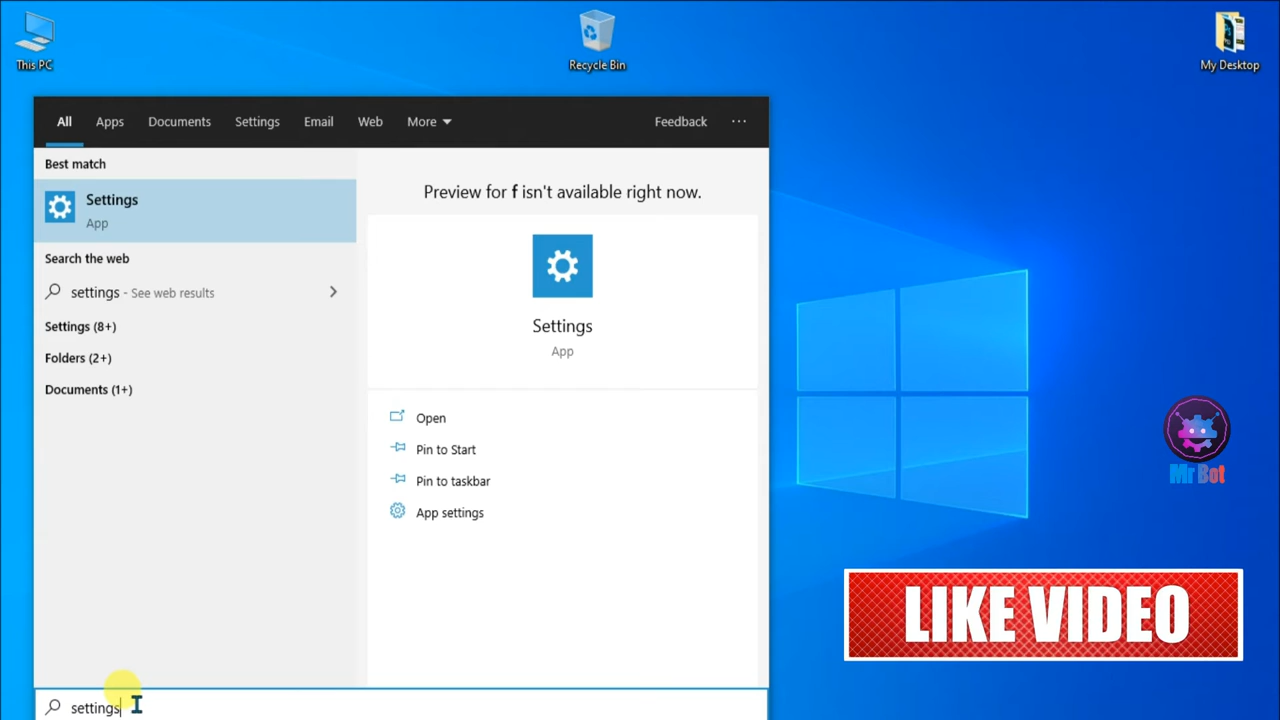 This PC
Recycle Bin
My Desktop
All Apps Documents Settings Email Web More Feedback ...
Best match
Settings
App
Search the web
settings - See web results
Settings (8+)
Folders (2+)
Documents (1+)
Preview for f isn't available right now.
Settings
App
Open
Pin to Start
Pin to taskbar
App settings
Mr Bot
LIKE VIDEO
settings